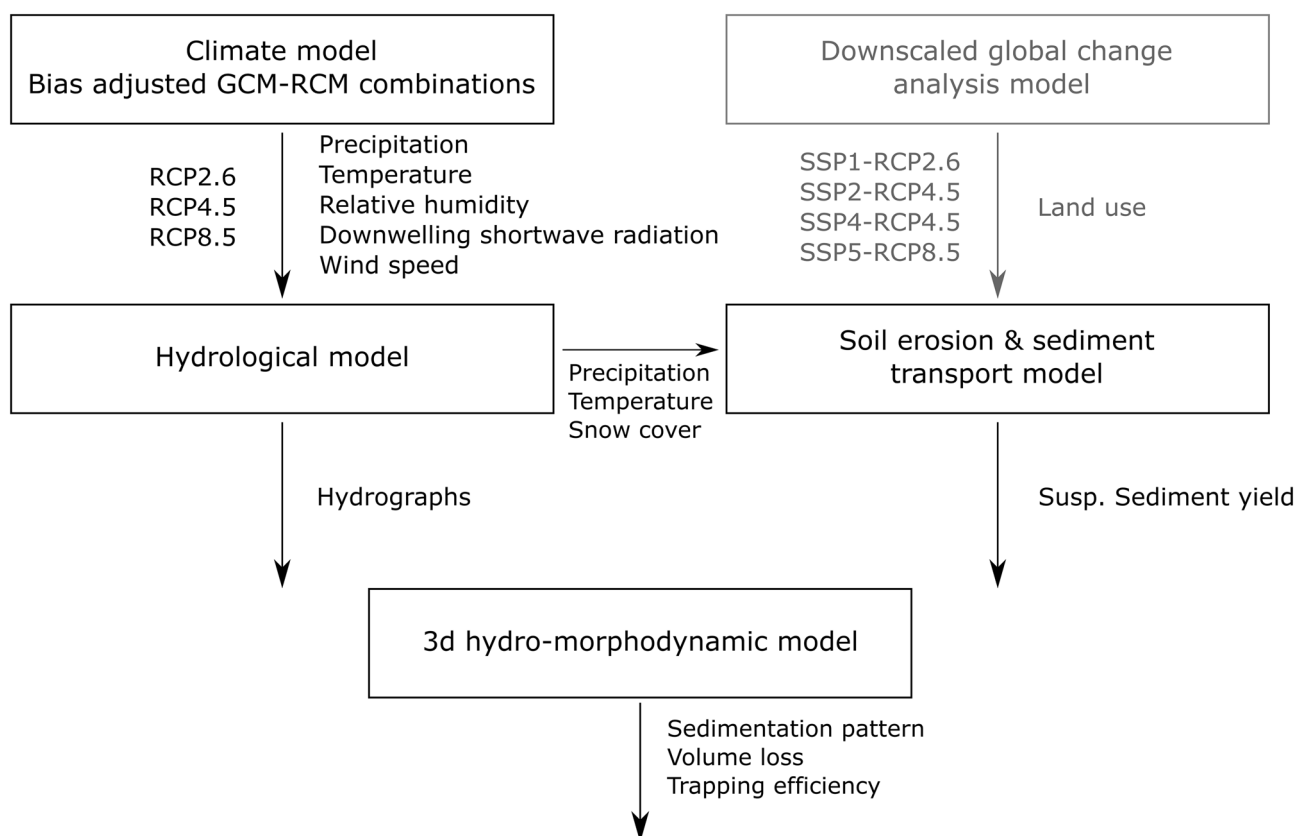 Climate model
Bias adjusted GCM-RCM combinations
Downscaled global change
analysis model
RCP2.6
RCP4.5
RCP8.5
Precipitation
Temperature
Relative humidity
Downwelling shortwave radiation
Wind speed
SSP1-RCP2.6
SSP2-RCP4.5
SSP4-RCP4.5
SSP5-RCP8.5
Land use
Hydrological model
Precipitation
Temperature
Snow cover
Soil erosion & sediment
transport model
Hydrographs
Susp. Sediment yield
3d hydro-morphodynamic model
Sedimentation pattern
Volume loss
Trapping efficiency